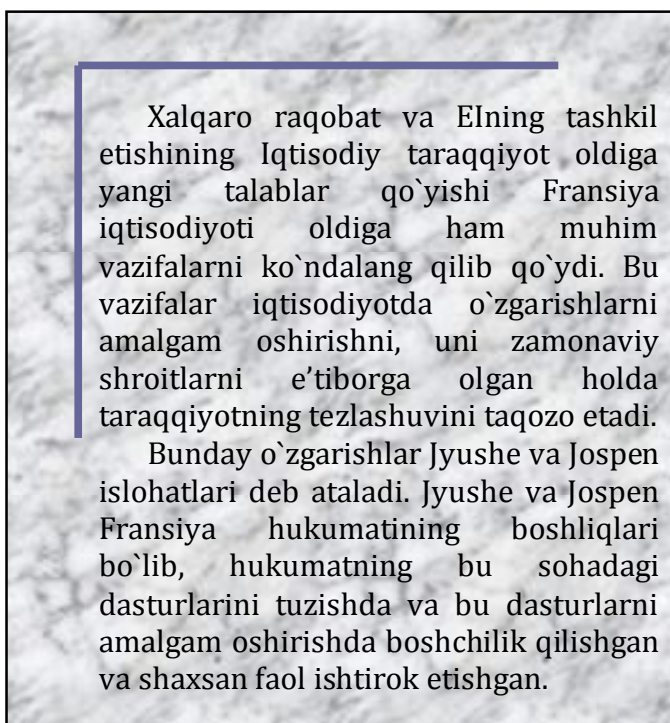 Xalqaro raqobat va EIning tashkil
etishining Iqtisodiy taraqqiyot oldiga
yangi talablar qo`yishi Fransiya
iqtisodiyoti oldiga ham muhim
vazifalarni ko`ndalang qilib qo`ydi. Bu
vazifalar iqtisodiyotda o`zgarishlarni
amalgam oshirishni, uni zamonaviy
shroitlarni e’tiborga olgan holda
taraqqiyotning tezlashuvini taqozo etadi.
Bunday o`zgarishlar Jyushe va Jospen
islohatlari deb ataladi. Jyushe va Jospen
Fransiya hukumatining boshliqlari
bo`lib, hukumatning bu sohadagi
dasturlarini tuzishda va bu dasturlarni
amalgam oshirishda boshchilik qilishgan
va shaxsan faol ishtirok etishgan.